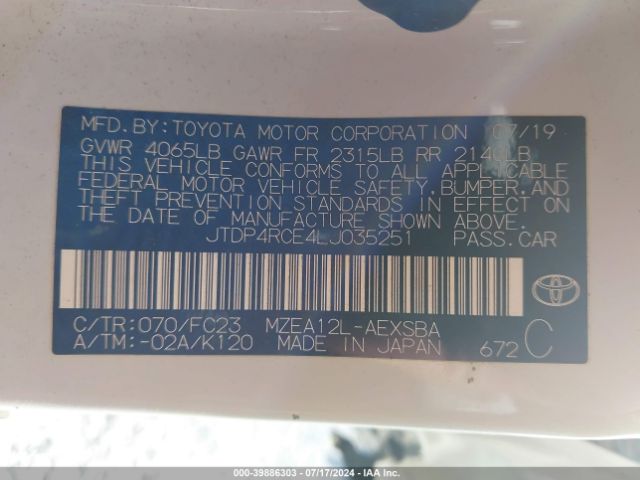 MFD.BY:TOYOTA MOTOR CORPORATION 07/19
GVWR 4065LB GAWR FR 2315LB RR 2140LB
THIS VEHICLE CONFORMS TO ALL APPLICABLE
FEDERAL MOTOR VEHICLE SAFETY.BUMPER.AND
THEFT PREVENTION STANDARDS IN EFFECT ON
THE DATE OF MANUFACTURE SHOWN ABOVE.
JTDP4RCE4LJ035251 PASS.CAR
C/TR:070/FC23 MZEA12L-AEXSBA
A/TM:-02A/K120 MADE IN JAPAN 672 C
TOYOTA
000-39886303 | 07/17/2024 | IAA Inc.